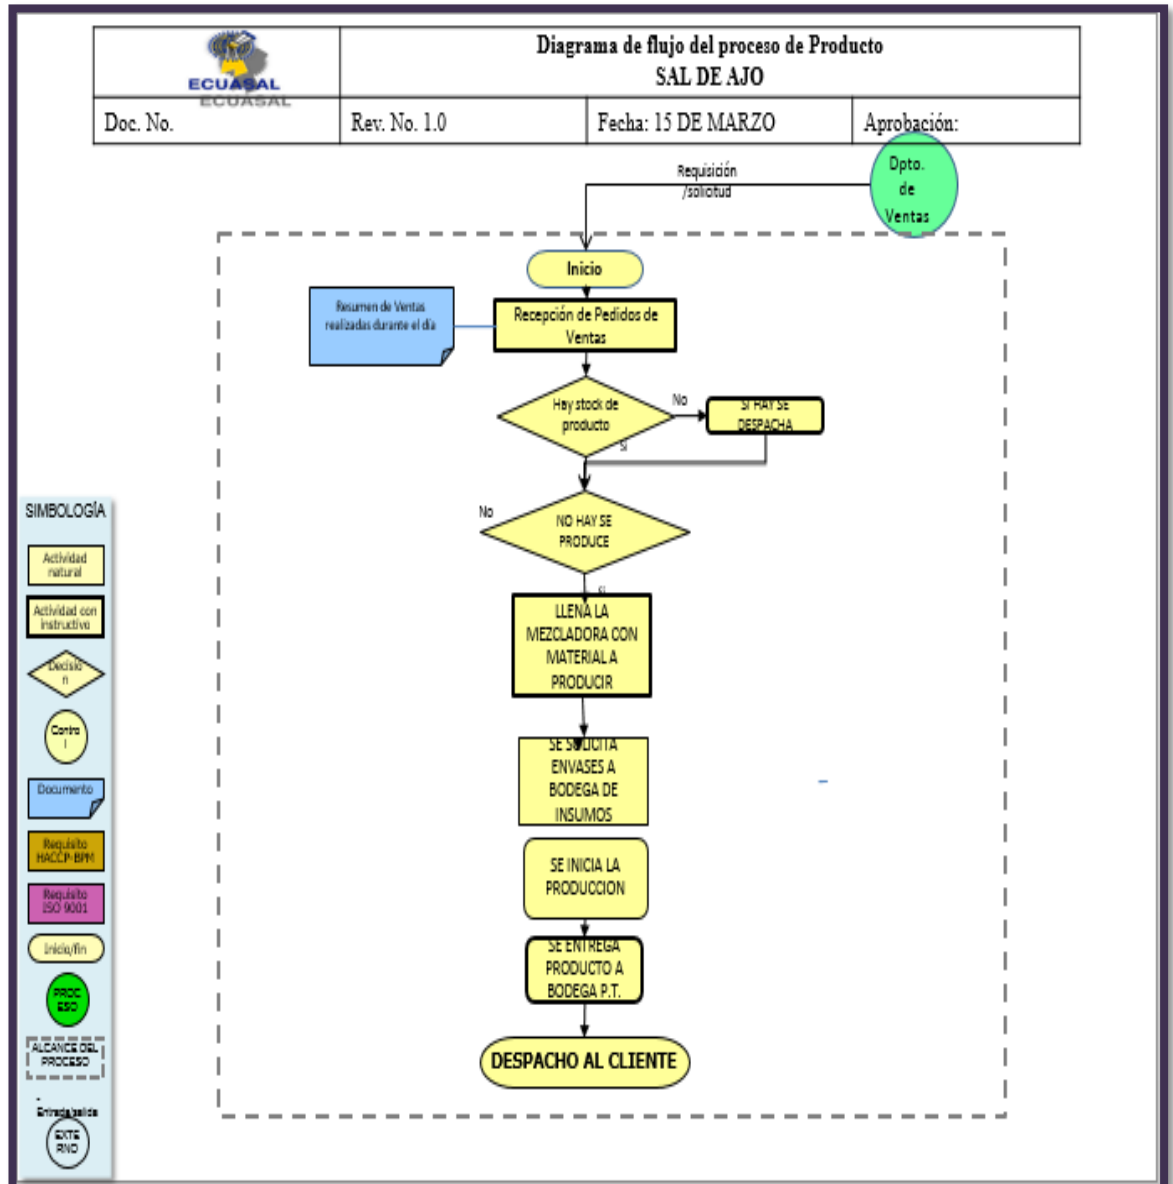 Diagrama de flujo del proceso de Producto
SAL DE AJO
ECUASAL
ECUASAL
Doc. No.
Rev. No. 1.0
Fecha: 15 DE MARZO
Aprobación:
Dpto.
de
Ventas
Requisición
/solicitud
Inicio
Resumen de Ventas
realizadas durante el día
Recepción de Pedidos de
Ventas
Hay stock de
producto
No
SI HAY SE
DESPACHA
Si
No
NO HAY SE
PRODUCE
Si
LLENA LA
MEZCLADORA CON
MATERIAL A
PRODUCIR
SE SOLICITA
ENVASES A
BODEGA DE
INSUMOS
SE INICIA LA
PRODUCCION
SE ENTREGA
PRODUCTO A
BODEGA P.T.
DESPACHO AL CLIENTE
SIMBOLOGÍA
Actividad
natural
Actividad con
instructivo
Decisió
n
Contro
l
Documento
Requisito
HACCP-BPM
Requisito
ISO 9001
Inicio/fin
PROC
ESO
ALCANCE DEL
PROCESO
-
Entrada/salida
EXTE
RNO